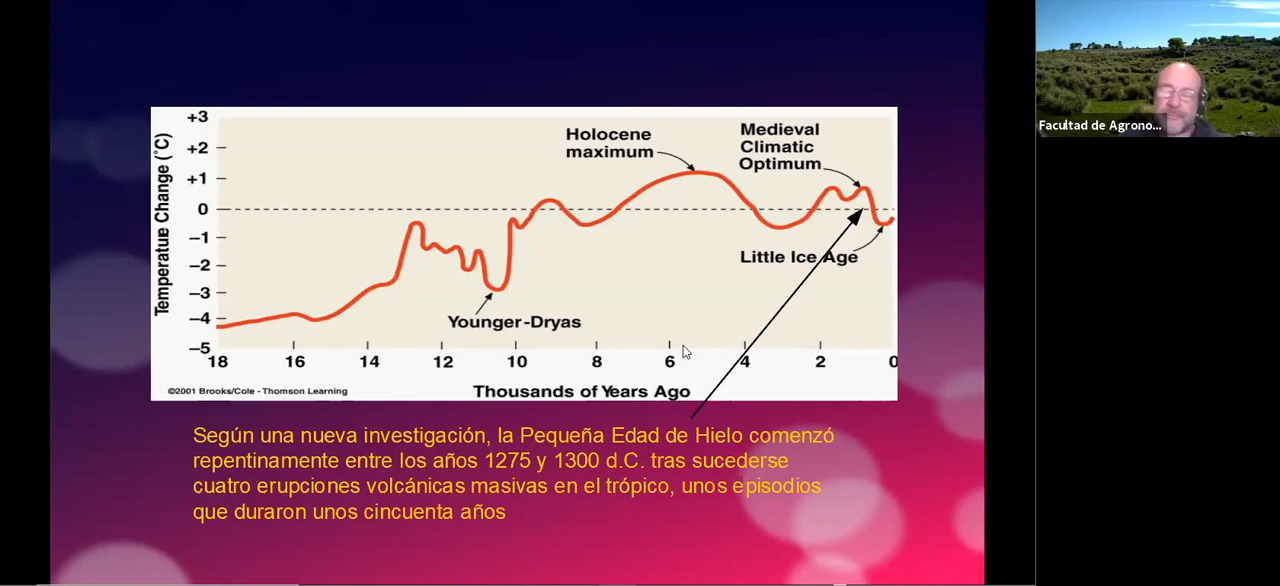 +3
+2
+1
0
−1
−2
−3
−4
−5
Temperatue Change (°C)
Holocene
maximum
Medieval
Climatic
Optimum
Little Ice Age
Younger-Dryas
18 16 14 12 10 8 6 4 2 0
©2001 Brooks/Cole - Thomson Learning
Thousands of Years Ago
Según una nueva investigación, la Pequeña Edad de Hielo comenzó
repentinamente entre los años 1275 y 1300 d.C. tras sucederse
cuatro erupciones volcánicas masivas en el trópico, unos episodios
que duraron unos cincuenta años
Facultad de Agrono...